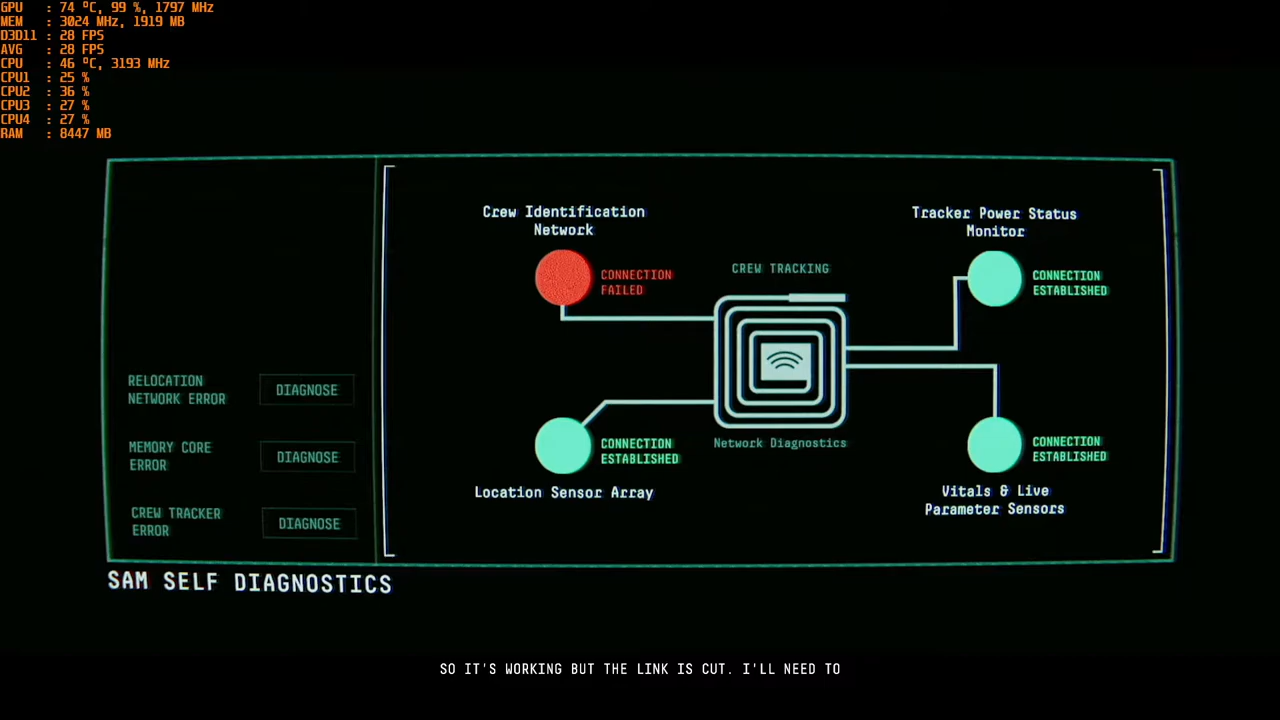 GPU : 74 ºC, 99 %, 1797 MHz
MEM : 3024 MHz, 1919 MB
D3D11 : 28 FPS
AVG : 28 FPS
CPU : 46 ºC, 3193 MHz
CPU1 : 25 %
CPU2 : 36 %
CPU3 : 27 %
CPU4 : 27 %
RAM : 8447 MB
Crew Identification
Network
CONNECTION
FAILED
CREW TRACKING
Tracker Power Status
Monitor
CONNECTION
ESTABLISHED
RELOCATION
NETWORK ERROR
DIAGNOSE
MEMORY CORE
ERROR
DIAGNOSE
CREW TRACKER
ERROR
DIAGNOSE
CONNECTION
ESTABLISHED
Location Sensor Array
Network Diagnostics
CONNECTION
ESTABLISHED
Vitals & Live
Parameter Sensors
SAM SELF DIAGNOSTICS
SO IT'S WORKING BUT THE LINK IS CUT. I'LL NEED TO